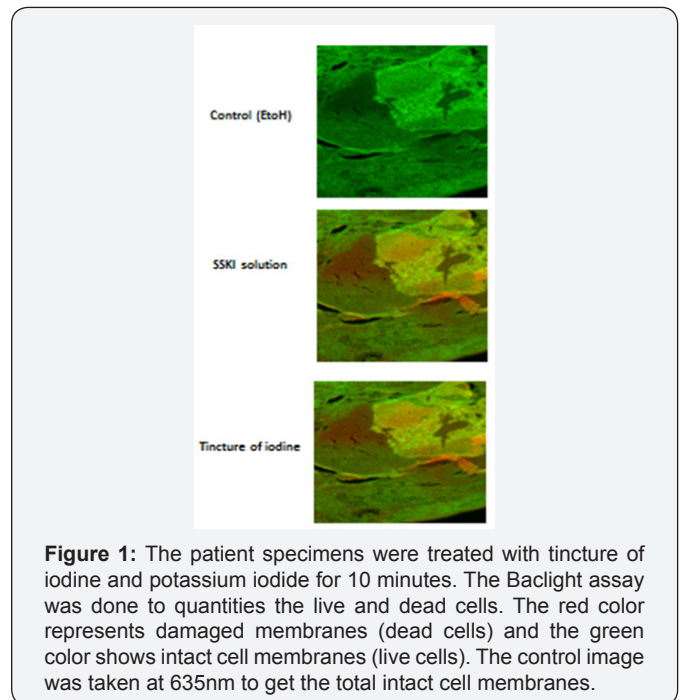 Control (EtoH)
SSKI solution
Tincture of iodine
Figure 1: The patient specimens were treated with tincture of
iodine and potassium iodide for 10 minutes. The Baclight assay
was done to quantities the live and dead cells. The red color
represents damaged membranes (dead cells) and the green
color shows intact cell membranes (live cells). The control image
was taken at 635nm to get the total intact cell membranes.